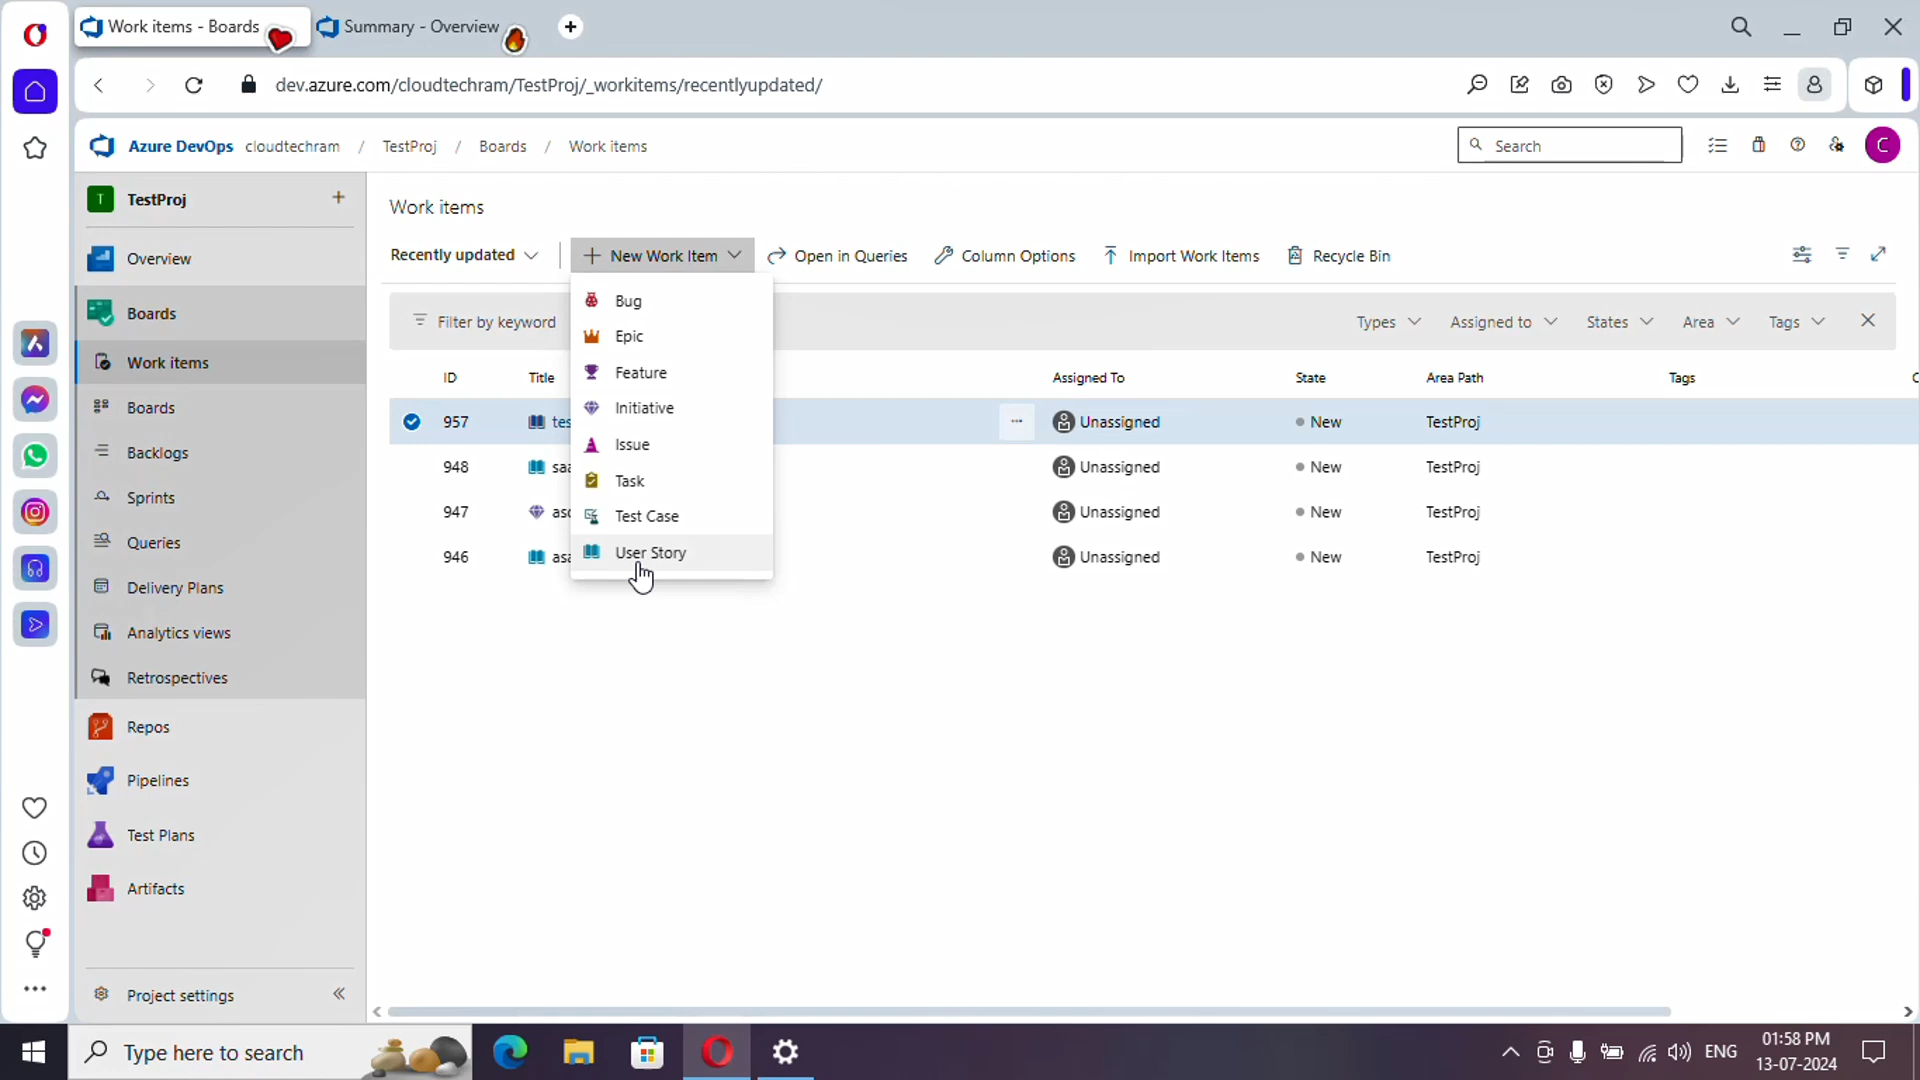 Work items - Boards
Summary - Overview
dev.azure.com/cloudtechram/TestProj/_workitems/recentlyupdated/
Azure DevOps cloudtechram / TestProj / Boards / Work items
Search
C
T TestProj
Overview
Boards
Work items
Boards
Backlogs
Sprints
Queries
Delivery Plans
Analytics views
Retrospectives
Repos
Pipelines
Test Plans
Artifacts
Project settings
Work items
Recently updated
New Work Item
Open in Queries
Column Options
Import Work Items
Recycle Bin
Filter by keyword
Types
Assigned to
States
Area
Tags
Bug
Epic
Feature
Initiative
Issue
Task
Test Case
User Story
ID Title Assigned To State Area Path Tags
957 tes Unassigned New TestProj
948 saa Unassigned New TestProj
947 Unassigned New TestProj
946 asa Unassigned New TestProj
Type here to search
ENG
01:58 PM
13-07-2024